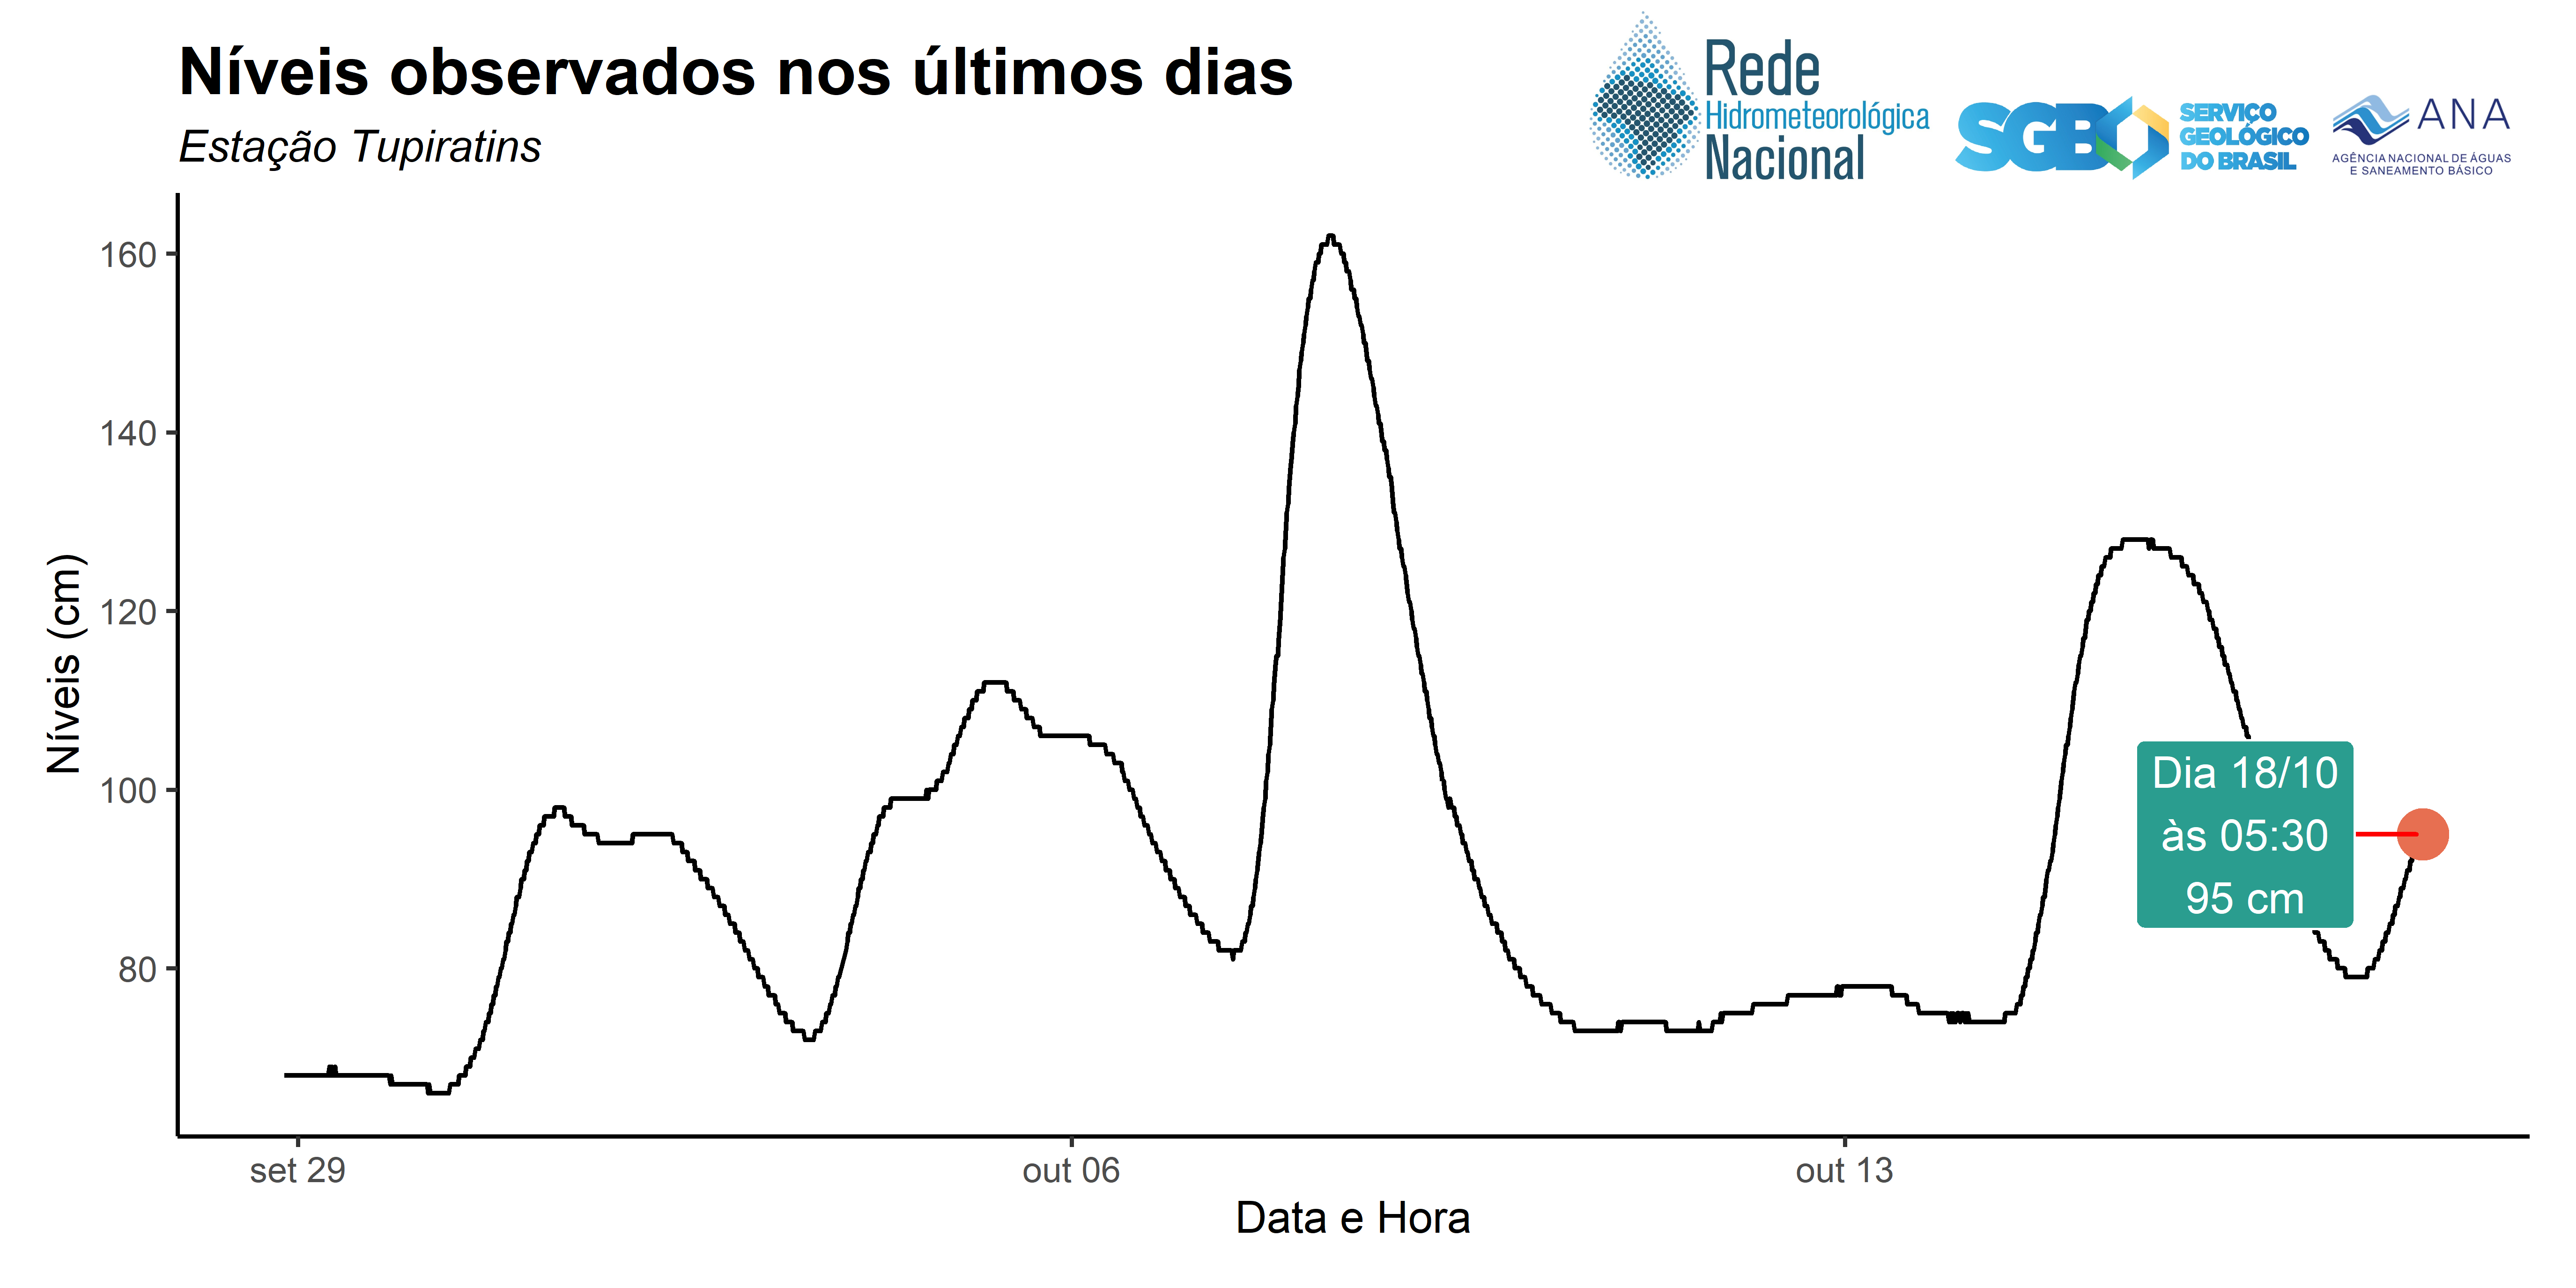 Níveis observados nos últimos dias
Estação Tupiratins
Rede
Hidrometeorológica
Nacional
SGB
SERVIÇO
GEOLÓGICO
DO BRASIL
ANA
AGÊNCIA NACIONAL DE ÁGUAS
E SANEAMENTO BÁSICO
Níveis (cm)
160
140
120
100
80
Dia 18/10
às 05:30
95 cm
set 29
out 06
out 13
Data e Hora